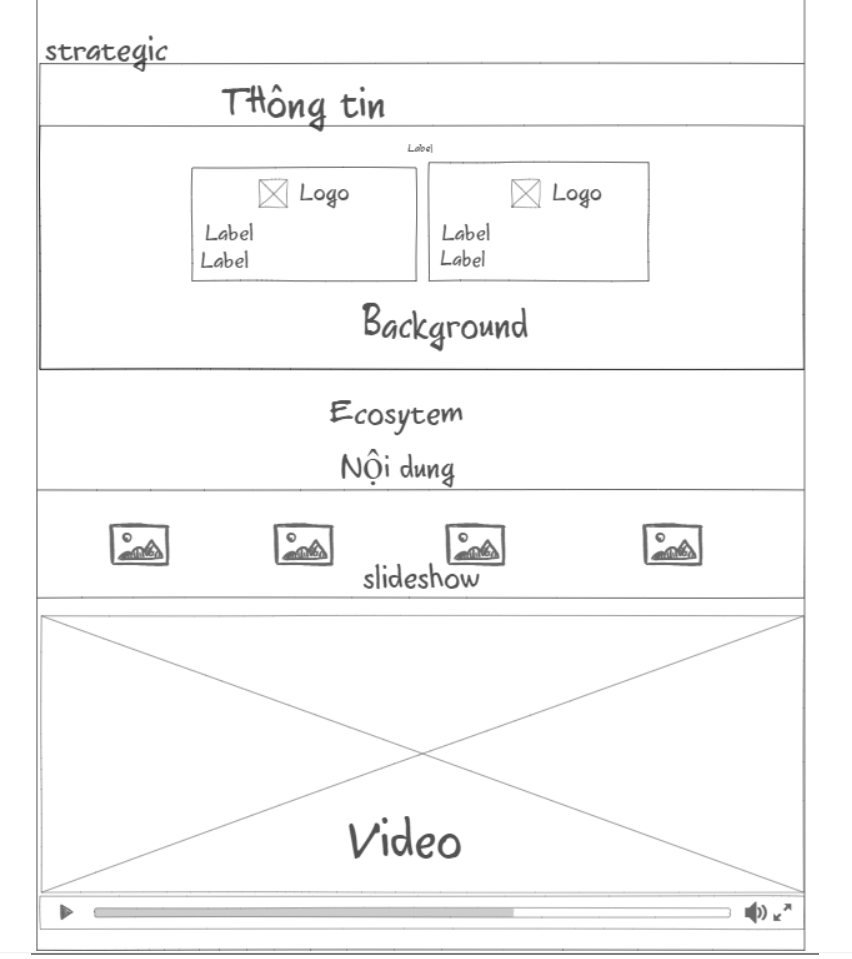 strategic
Thông tin
Label
Logo
Label
Label
Logo
Label
Label
Background
Ecosytem
Nội dung
slideshow
Video